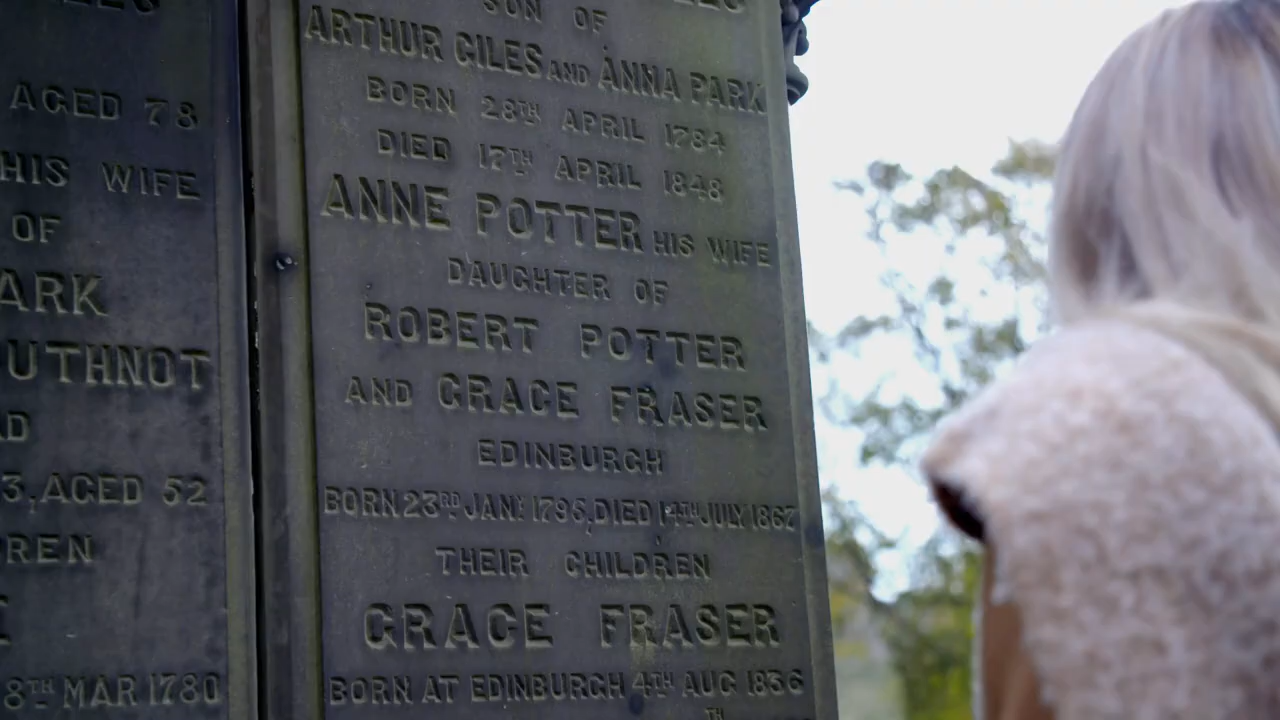 AGED 78
HIS WIFE
OF
ARK
UTHNOT
3, AGED 52
REN
8TH MAR 1780
SON OF
ARTHUR GILES AND ANNA PARK
BORN 28TH APRIL 1784
DIED 17TH APRIL 1848
ANNE POTTER HIS WIFE
DAUGHTER OF
ROBERT POTTER
AND GRACE FRASER
EDINBURGH
BORN 23RD JANY 1796, DIED 14TH JULY 1867
THEIR CHILDREN
GRACE FRASER
BORN AT EDINBURGH 4TH AUG 1836
TH